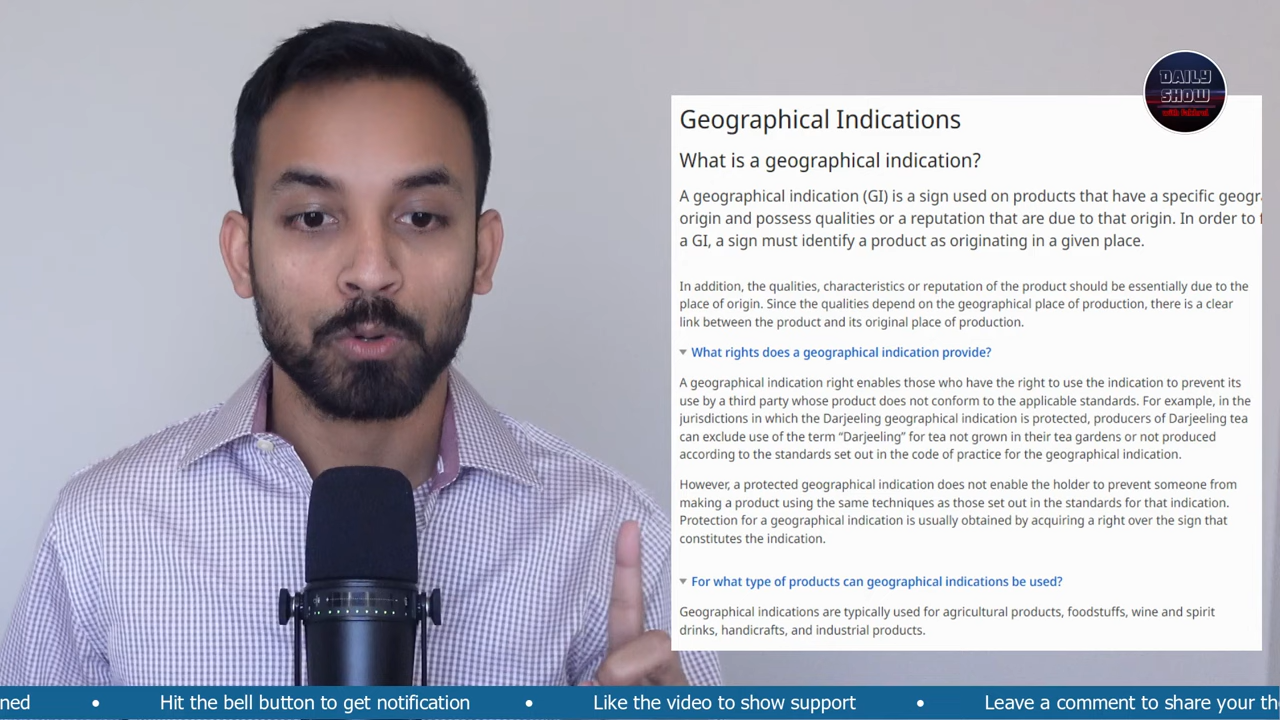 DAILY
SHOW
Geographical Indications
What is a geographical indication?
A geographical indication (GI) is a sign used on products that have a specific geogr
origin and possess qualities or a reputation that are due to that origin. In order to f
a GI, a sign must identify a product as originating in a given place.
In addition, the qualities, characteristics or reputation of the product should be essentially due to the
place of origin. Since the qualities depend on the geographical place of production, there is a clear
link between the product and its original place of production.
What rights does a geographical indication provide?
A geographical indication right enables those who have the right to use the indication to prevent its
use by a third party whose product does not conform to the applicable standards. For example, in the
jurisdictions in which the Darjeeling geographical indication is protected, producers of Darjeeling tea
can exclude use of the term “Darjeeling” for tea not grown in their tea gardens or not produced
according to the standards set out in the code of practice for the geographical indication.
However, a protected geographical indication does not enable the holder to prevent someone from
making a product using the same techniques as those set out in the standards for that indication.
Protection for a geographical indication is usually obtained by acquiring a right over the sign that
constitutes the indication.
For what type of products can geographical indications be used?
Geographical indications are typically used for agricultural products, foodstuffs, wine and spirit
drinks, handicrafts, and industrial products.
ned • Hit the bell button to get notification • Like the video to show support • Leave a comment to share your th